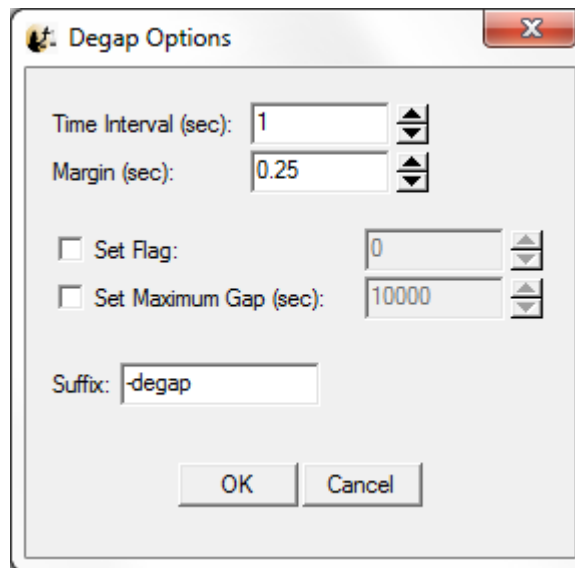 Degap Options
Time Interval (sec): 1
Margin (sec): 0.25
Set Flag: 0
Set Maximum Gap (sec): 10000
Suffix: -degap
OK Cancel